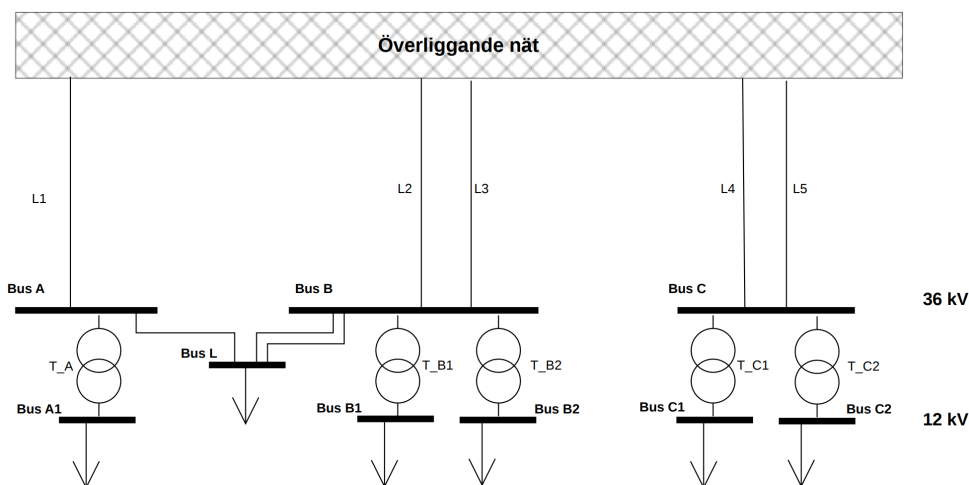 Överliggande nät
L1
L2
L3
L4
L5
Bus A
Bus B
Bus C
36 kV
Bus L
T_A
T_B1
T_B2
T_C1
T_C2
Bus A1
Bus B1
Bus B2
Bus C1
Bus C2
12 kV